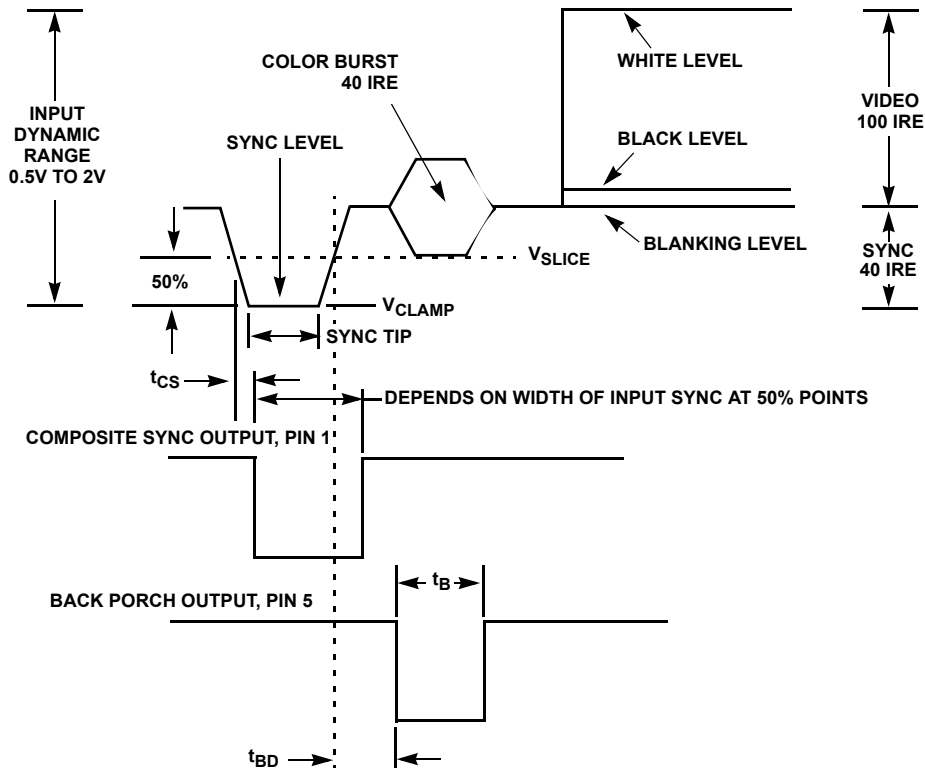 COLOR BURST
40 IRE
WHITE LEVEL
INPUT
DYNAMIC
RANGE
0.5V TO 2V
VIDEO
100 IRE
SYNC LEVEL
BLACK LEVEL
V_SLICE
BLANKING LEVEL
SYNC
40 IRE
50%
V_CLAMP
SYNC TIP
t_CS
DEPENDS ON WIDTH OF INPUT SYNC AT 50% POINTS
COMPOSITE SYNC OUTPUT, PIN 1
t_B
BACK PORCH OUTPUT, PIN 5
t_BD